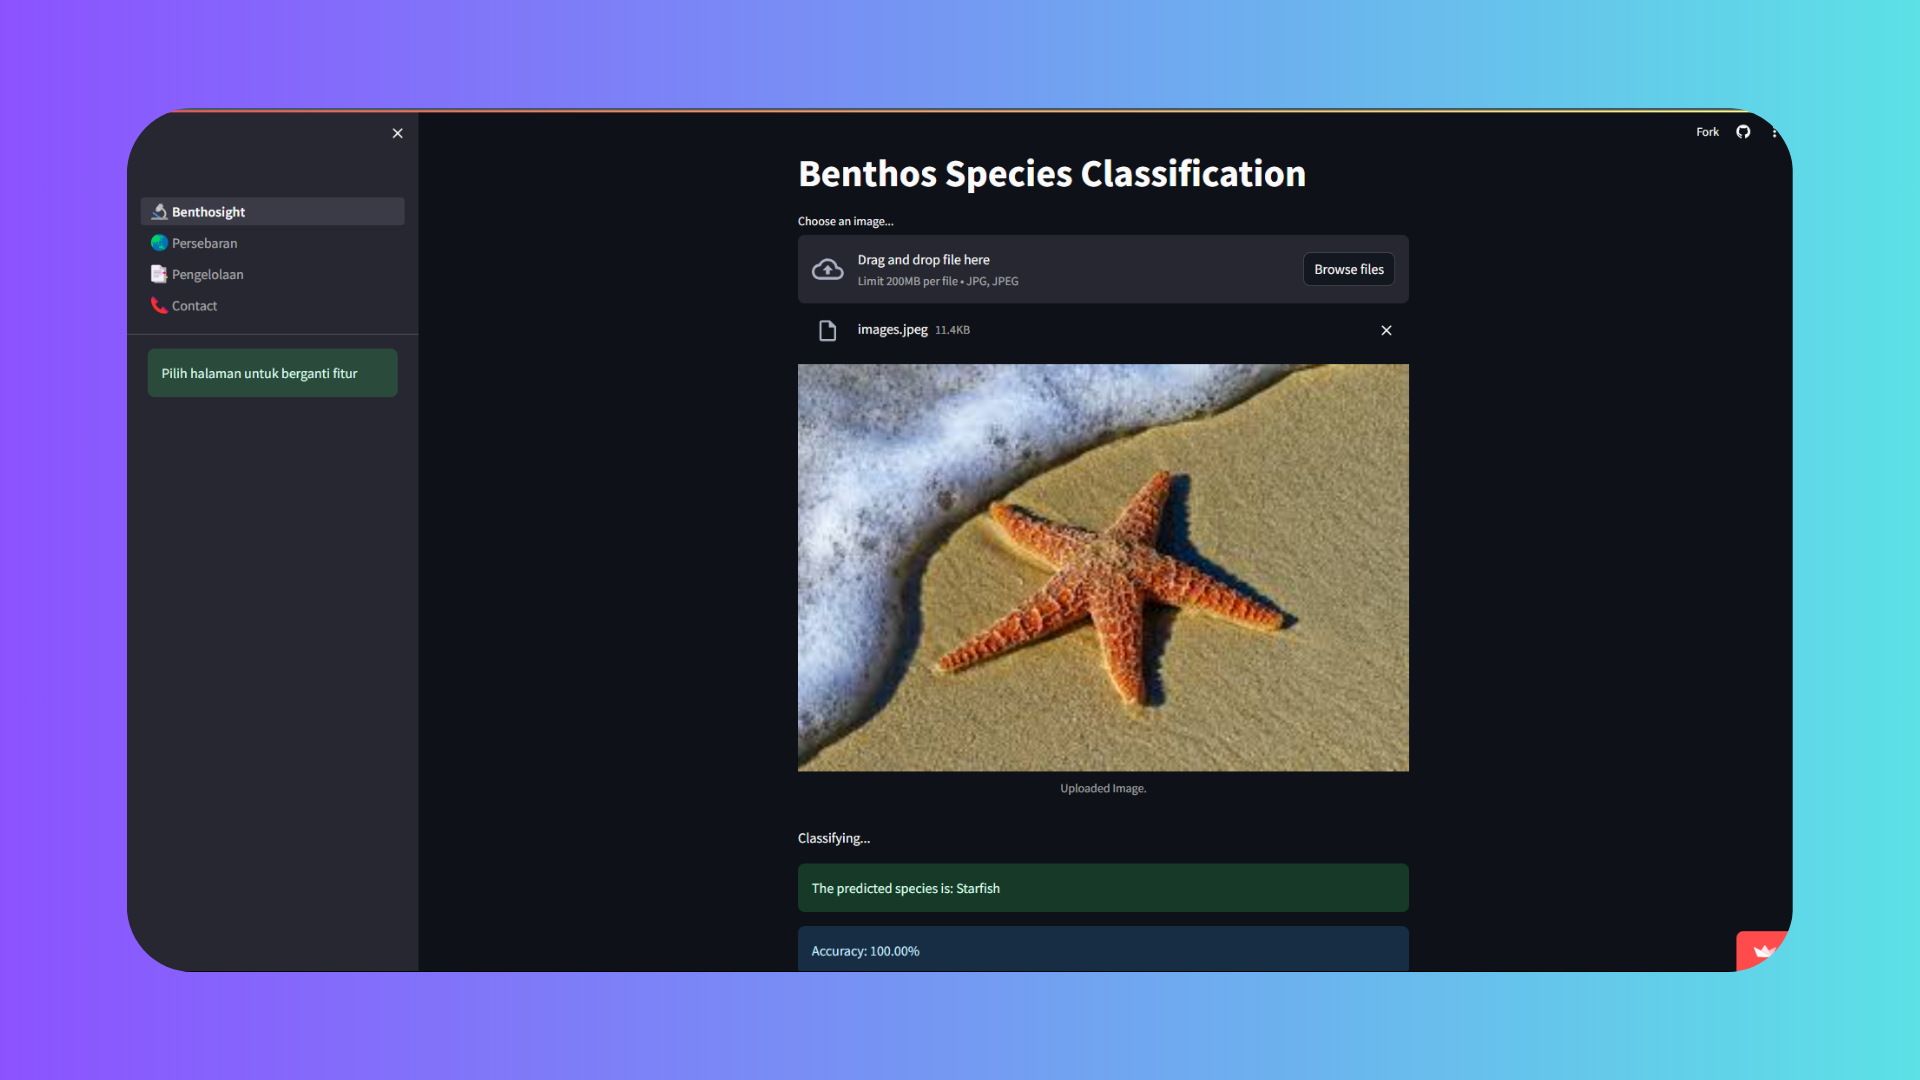 Benthosight
Persebaran
Pengelolaan
Contact
Pilih halaman untuk berganti fitur
Fork
Benthos Species Classification
Choose an image...
Drag and drop file here
Limit 200MB per file • JPG, JPEG
Browse files
images.jpeg 11.4KB
Uploaded Image.
Classifying...
The predicted species is: Starfish
Accuracy: 100.00%